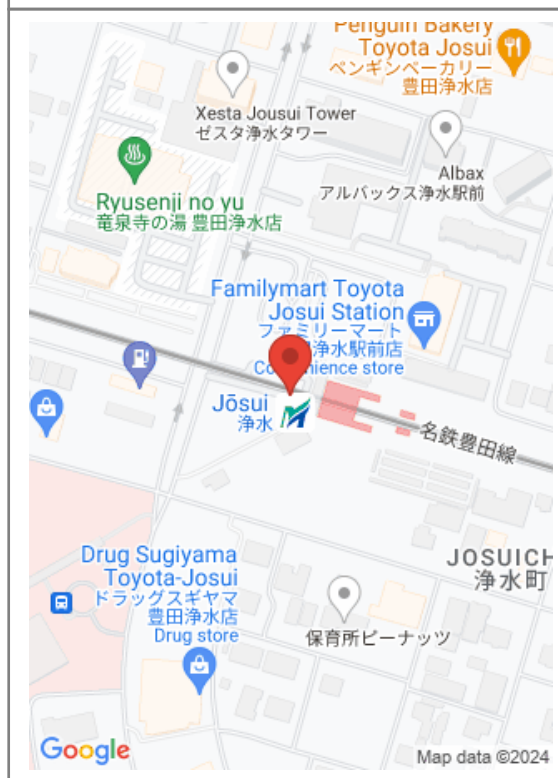 Penguin Bakery
Toyota Josui
ペンギンベーカリー
豊田浄水店
Xesta Jousui Tower
ゼスタ浄水タワー
Albax
アルバックス浄水駅前
Ryusenji no yu
竜泉寺の湯 豊田浄水店
Familymart Toyota
Josui Station
ファミリーマート
浄水駅前店
store
Jōsui
浄水
名鉄豊田線
浄水町
Drug Sugiyama
Toyota-Josui
ドラッグスギヤマ
豊田浄水店
Drug store
保育所ピーナッツ
Google
Map data ©2024